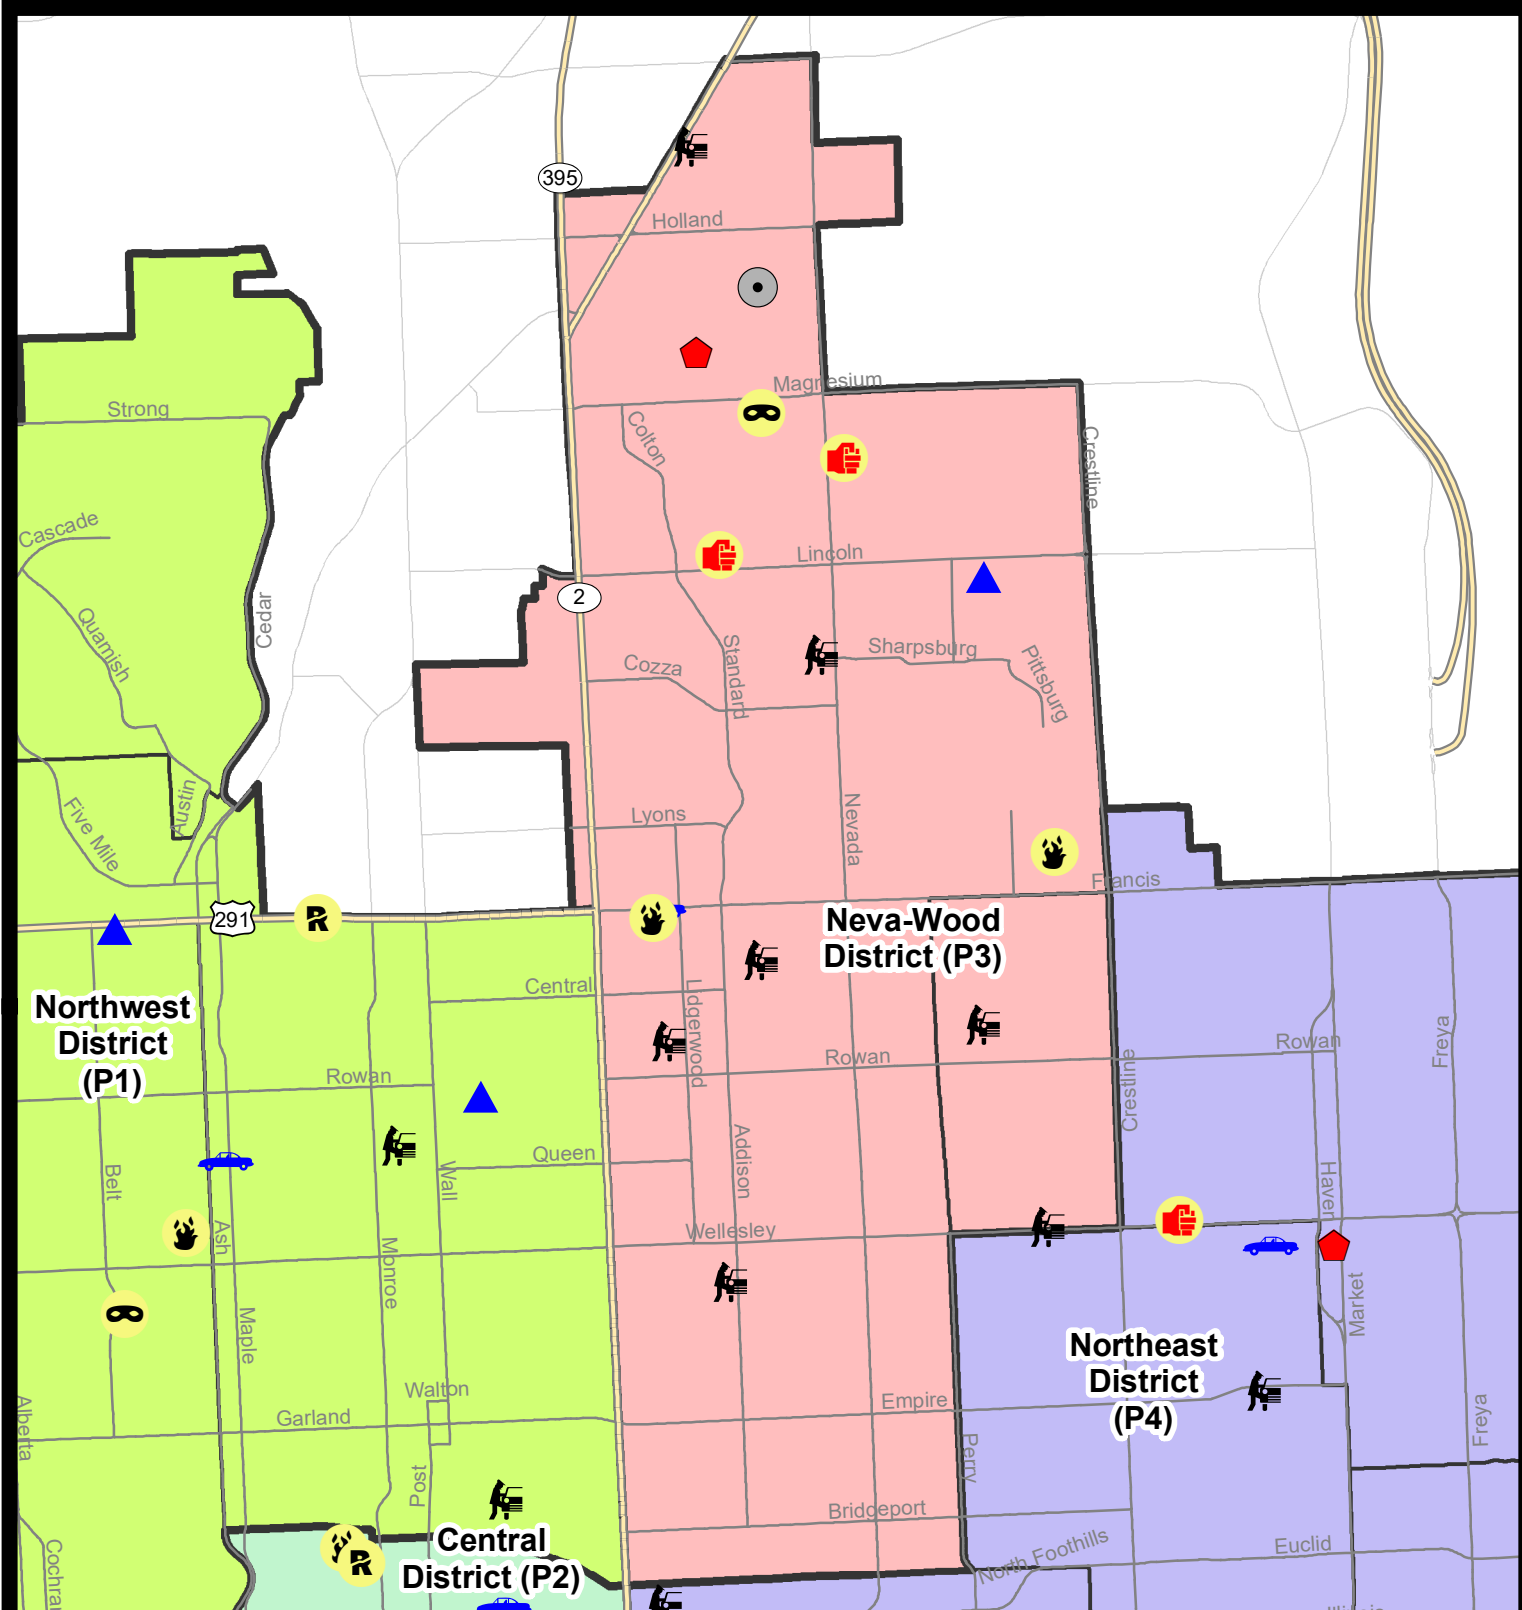 395
Holland
Magnesium
Strong
Colton
Crestline
Cascade
Lincoln
2
Quamish
Cedar
Standard
Cozza
Sharpsburg
Pittsburg
Five Mile
Austin
Lyons
Nevada
Francis
291
Neva-Wood
District (P3)
Northwest
District
(P1)
Central
Lidgerwood
Rowan
Rowan
Rowan
Freya
Crestline
Queen
Addison
Belt
Wall
Haven
Ash
Monroe
Wellesley
Maple
Market
Northeast
District
(P4)
Walton
Garland
Empire
Alberta
Freya
Perry
Post
Bridgeport
Central
District (P2)
North Foothills
Euclid